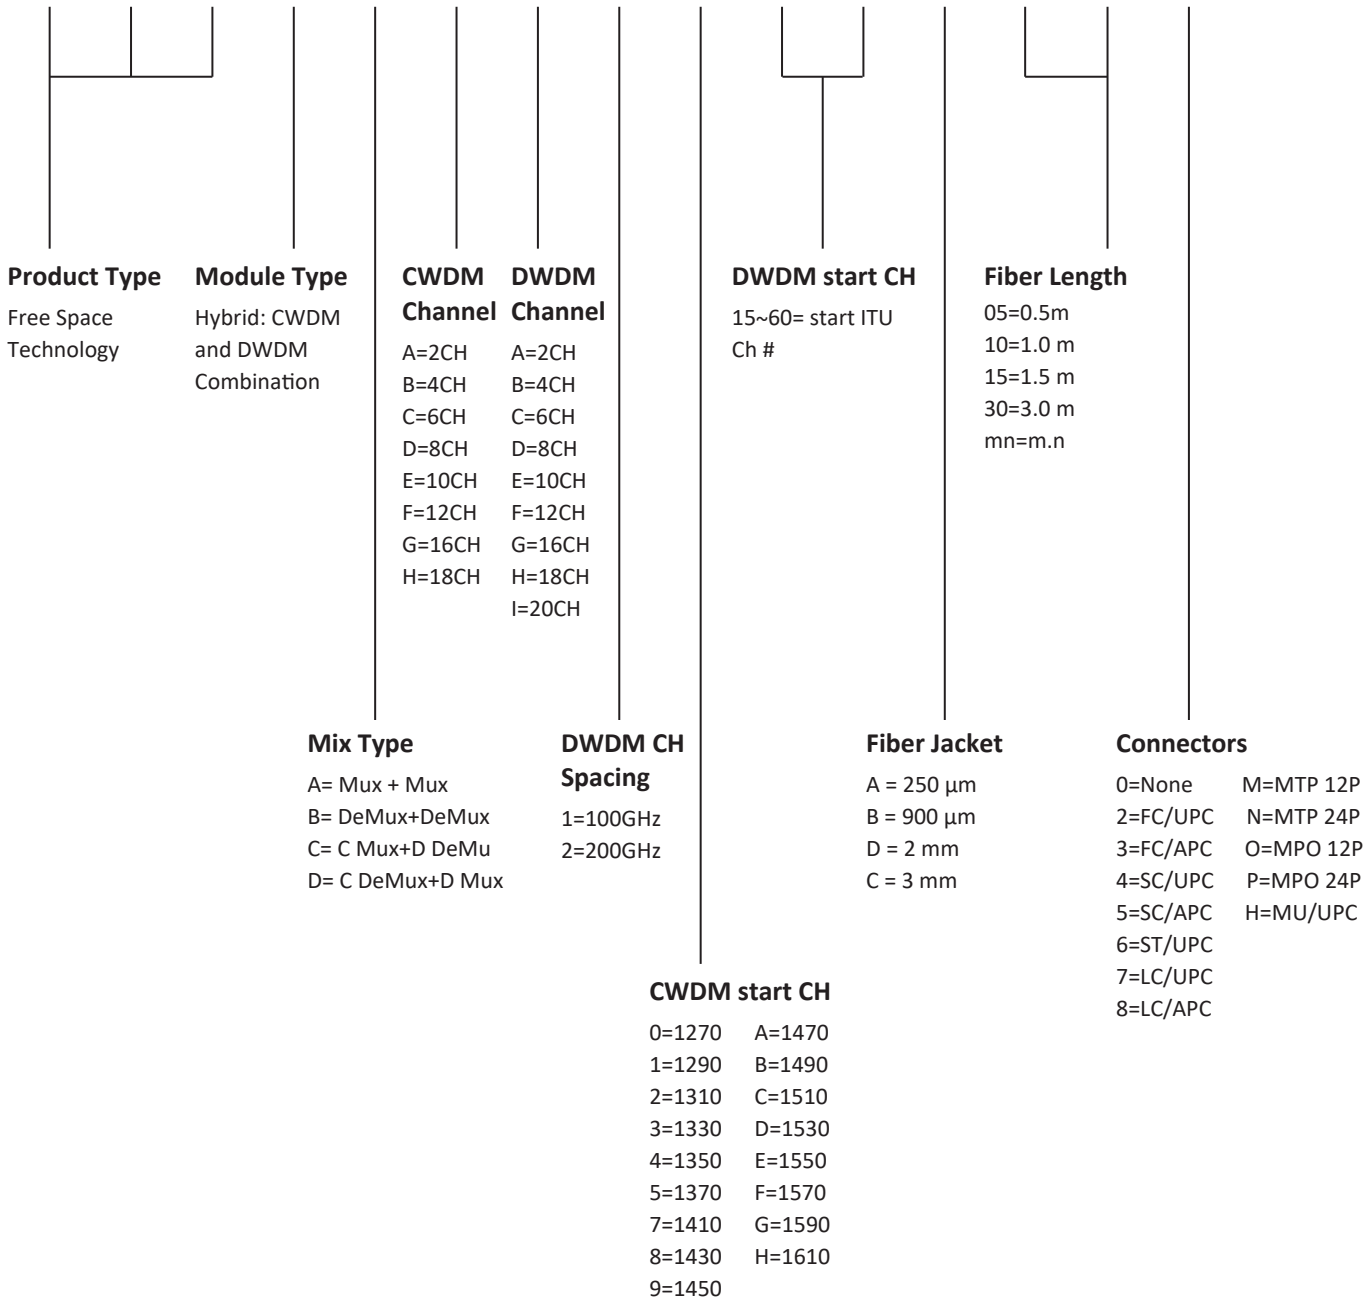 Product Type
Free Space
Technology
Module Type
Hybrid: CWDM
and DWDM
Combination
CWDM
Channel
A=2CH
B=4CH
C=6CH
D=8CH
E=10CH
F=12CH
G=16CH
H=18CH
DWDM
Channel
A=2CH
B=4CH
C=6CH
D=8CH
E=10CH
F=12CH
G=16CH
H=18CH
I=20CH
DWDM start CH
15~60= start ITU
Ch #
Fiber Length
05=0.5m
10=1.0 m
15=1.5 m
30=3.0 m
mn=m.n
Mix Type
A= Mux + Mux
B= DeMux+DeMux
C= C Mux+D DeMu
D= C DeMux+D Mux
DWDM CH
Spacing
1=100GHz
2=200GHz
Fiber Jacket
A = 250 µm
B = 900 µm
D = 2 mm
C = 3 mm
Connectors
0=None
2=FC/UPC
3=FC/APC
4=SC/UPC
5=SC/APC
6=ST/UPC
7=LC/UPC
8=LC/APC
M=MTP 12P
N=MTP 24P
O=MPO 12P
P=MPO 24P
H=MU/UPC
CWDM start CH
0=1270
1=1290
2=1310
3=1330
4=1350
5=1370
7=1410
8=1430
9=1450
A=1470
B=1490
C=1510
D=1530
E=1550
F=1570
G=1590
H=1610